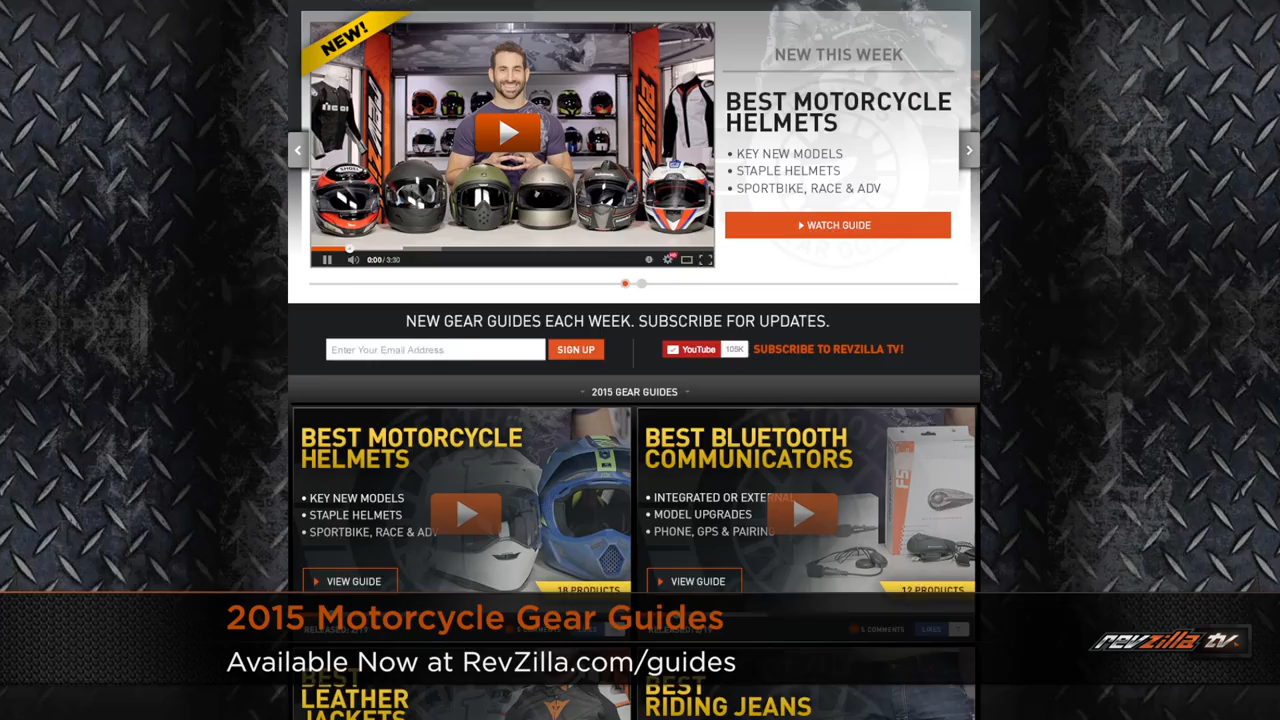 NEW!
NEW THIS WEEK
BEST MOTORCYCLE
HELMETS
• KEY NEW MODELS
• STAPLE HELMETS
• SPORTBIKE, RACE & ADV
WATCH GUIDE
0:00 / 3:30
NEW GEAR GUIDES EACH WEEK. SUBSCRIBE FOR UPDATES.
Enter Your Email Address
SIGN UP
YouTube 105K
SUBSCRIBE TO REVZILLA TV!
2015 GEAR GUIDES
BEST MOTORCYCLE
HELMETS
• KEY NEW MODELS
• STAPLE HELMETS
• SPORTBIKE, RACE & ADV
VIEW GUIDE
18 PRODUCTS
BEST BLUETOOTH
COMMUNICATORS
• INTEGRATED OR EXTERNAL
• MODEL UPGRADES
• PHONE, GPS & PAIRING
F5
VIEW GUIDE
12 PRODUCTS
2015 Motorcycle Gear Guides
5 COMMENTS
LIKES
Available Now at RevZilla.com/guides
revzilla tv
BEST
LEATHER
JACKETS
BEST
RIDING JEANS